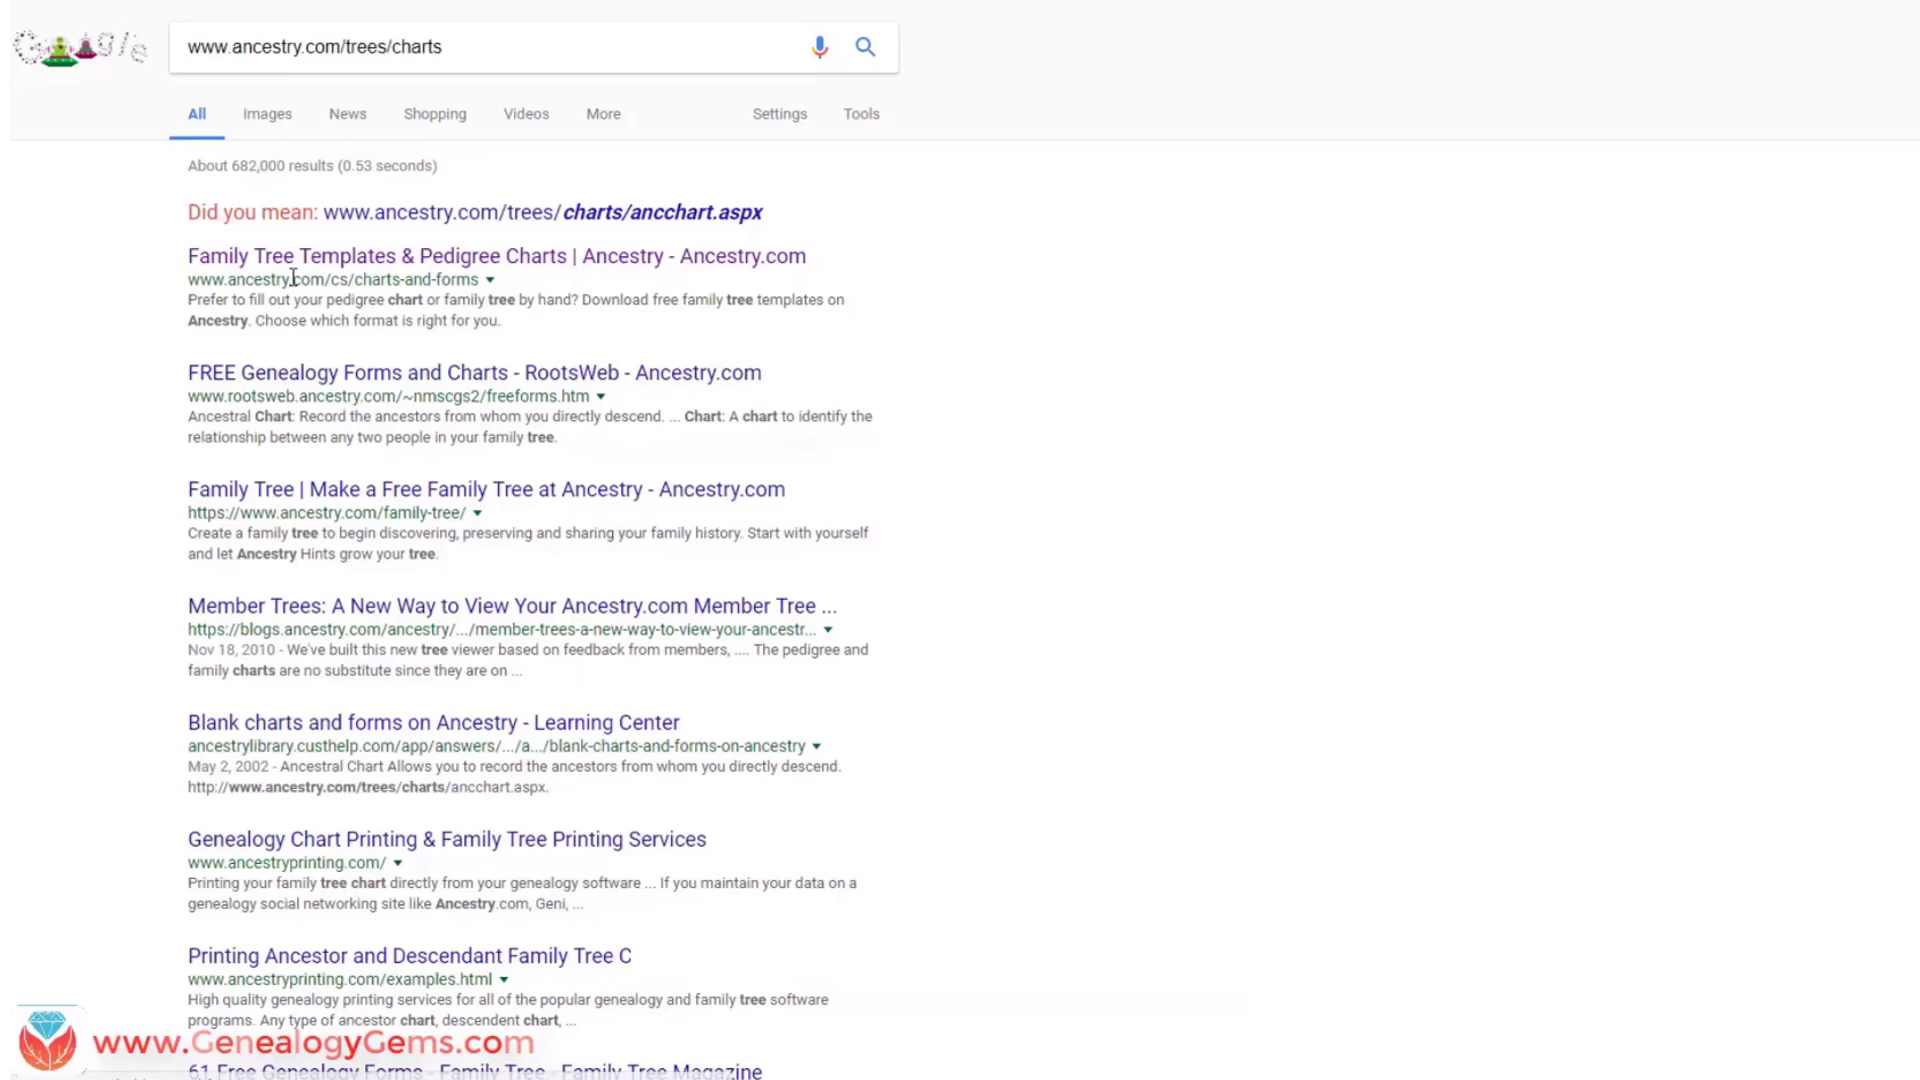 Google
www.ancestry.com/trees/charts
All Images News Shopping Videos More Settings Tools
About 682,000 results (0.53 seconds)
Did you mean: www.ancestry.com/trees/charts/ancchart.aspx
Family Tree Templates & Pedigree Charts | Ancestry - Ancestry.com
www.ancestry.com/cs/charts-and-forms
Prefer to fill out your pedigree chart or family tree by hand? Download free family tree templates on
Ancestry. Choose which format is right for you.
FREE Genealogy Forms and Charts - RootsWeb - Ancestry.com
www.rootsweb.ancestry.com/~nmscgs2/freeforms.htm
Ancestral Chart: Record the ancestors from whom you directly descend. ... Chart: A chart to identify the
relationship between any two people in your family tree.
Family Tree | Make a Free Family Tree at Ancestry - Ancestry.com
https://www.ancestry.com/family-tree/
Create a family tree to begin discovering, preserving and sharing your family history. Start with yourself
and let Ancestry Hints grow your tree.
Member Trees: A New Way to View Your Ancestry.com Member Tree ...
https://blogs.ancestry.com/ancestry/.../member-trees-a-new-way-to-view-your-ancestr...
Nov 18, 2010 - We've built this new tree viewer based on feedback from members, .... The pedigree and
family charts are no substitute since they are on ...
Blank charts and forms on Ancestry - Learning Center
ancestrylibrary.custhelp.com/app/answers/.../a.../blank-charts-and-forms-on-ancestry
May 2, 2002 - Ancestral Chart Allows you to record the ancestors from whom you directly descend.
http://www.ancestry.com/trees/charts/ancchart.aspx.
Genealogy Chart Printing & Family Tree Printing Services
www.ancestryprinting.com/
Printing your family tree chart directly from your genealogy software ... If you maintain your data on a
genealogy social networking site like Ancestry.com, Geni, ...
Printing Ancestor and Descendant Family Tree C
www.ancestryprinting.com/examples.html
High quality genealogy printing services for all of the popular genealogy and family tree software
programs. Any type of ancestor chart, descendent chart, ...
www.GenealogyGems.com
61 Free Genealogy Forms - Family Tree - Family Tree Magazine